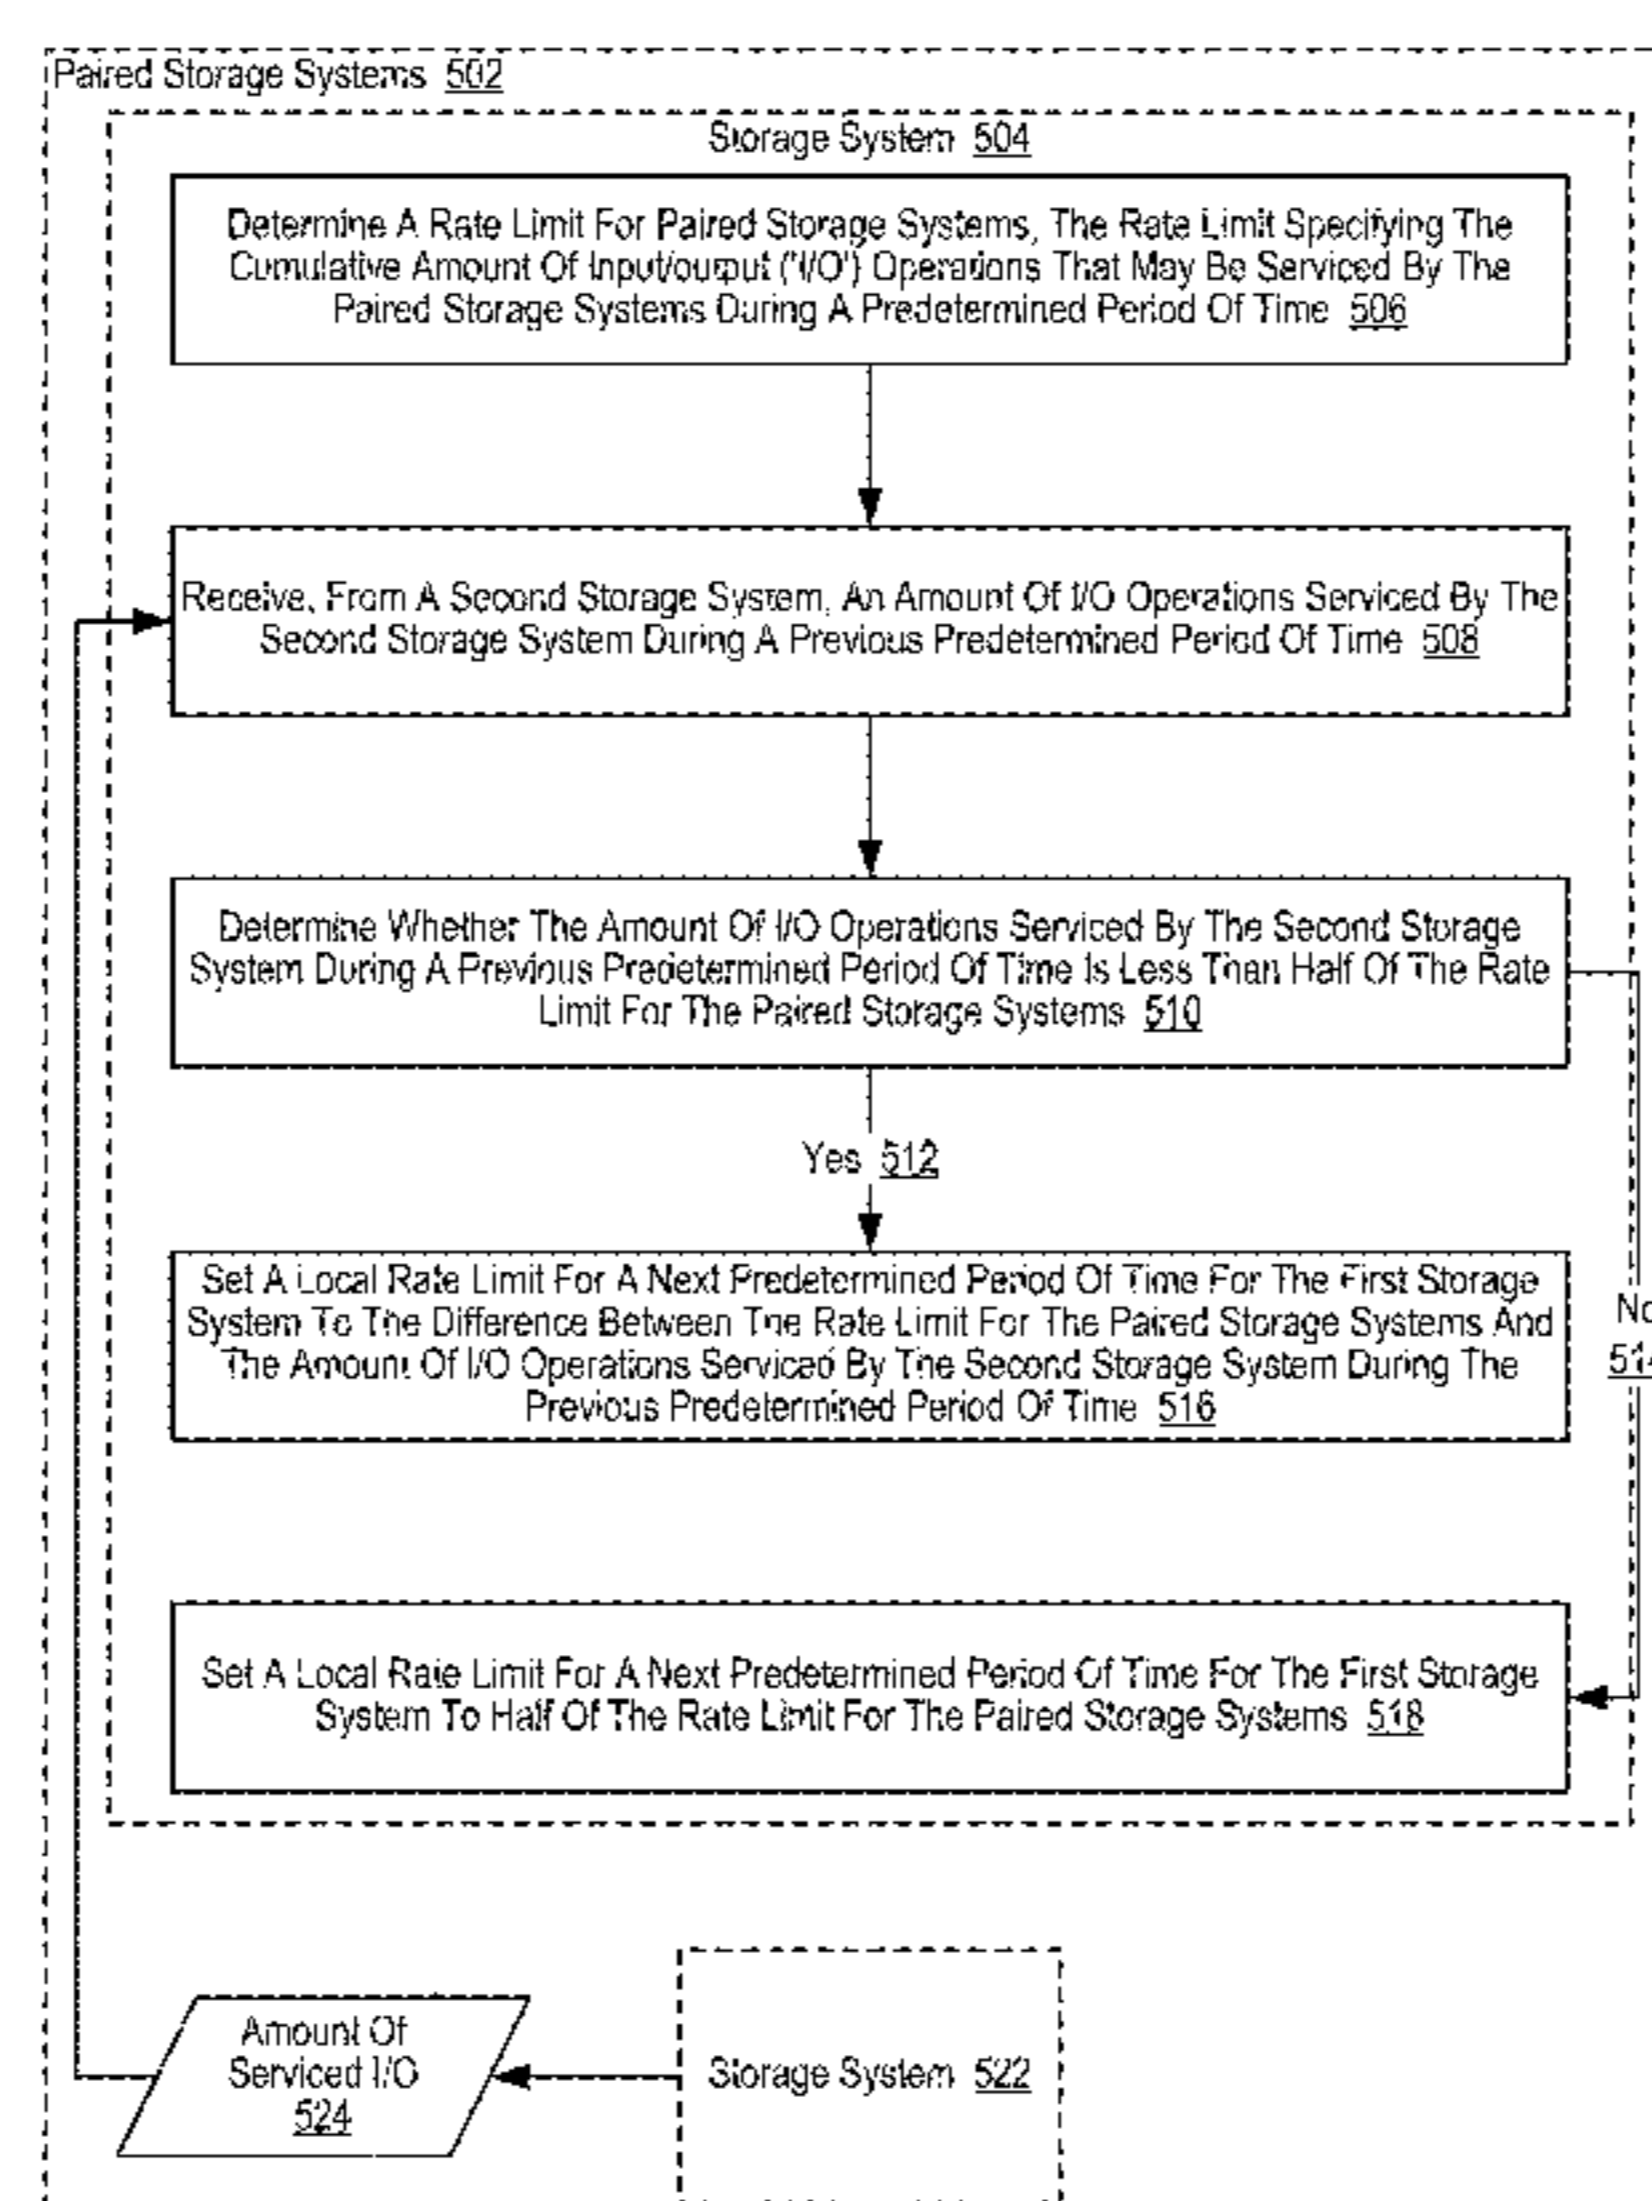 Paired Storage Systems 502
Storage System 504
Determine A Rate Limit For Paired Storage Systems, The Rate Limit Specifying The
Cumulative Amount Of Input/output ('I/O') Operations That May Be Serviced By The
Paired Storage Systems During A Predetermined Period Of Time 506
Receive, From A Second Storage System, An Amount Of I/O Operations Serviced By The
Second Storage System During A Previous Predetermined Period Of Time 508
Determine Whether The Amount Of I/O Operations Serviced By The Second Storage
System During A Previous Predetermined Period Of Time Is Less Than Half Of The Rate
Limit For The Paired Storage Systems 510
Yes 512
Set A Local Rate Limit For A Next Predetermined Period Of Time For The First Storage
System To The Difference Between The Rate Limit For The Paired Storage Systems And
The Amount Of I/O Operations Serviced By The Second Storage System During The
Previous Predetermined Period Of Time 516
No
514
Set A Local Rate Limit For A Next Predetermined Period Of Time For The First Storage
System To Half Of The Rate Limit For The Paired Storage Systems 518
Amount Of
Serviced I/O
524
Storage System 522